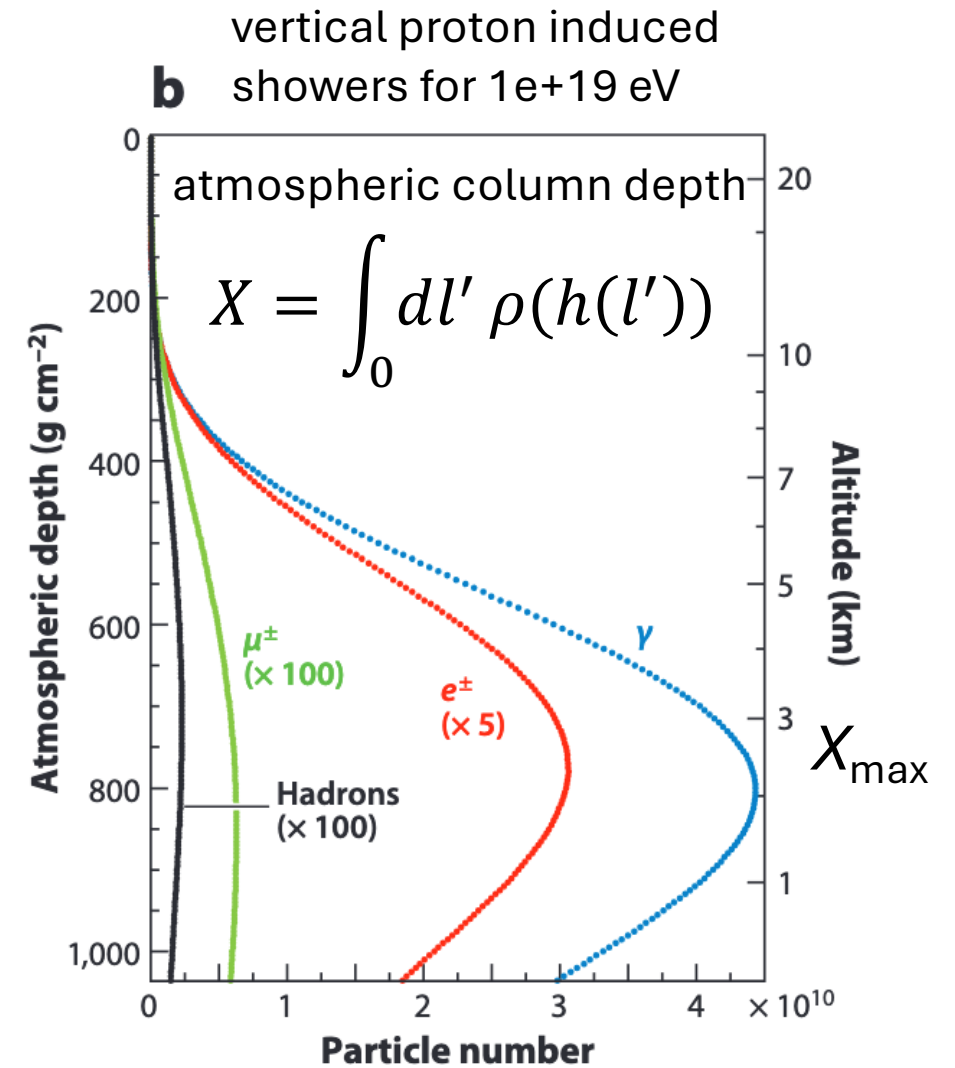 vertical proton induced
b showers for 1e+19 eV
0
20
atmospheric column depth
X = ∫₀ dl′ ρ(h(l′))
200
10
400
7
5
600
γ
μ±
(× 100)
e±
(× 5)
3
Xmax
800
Hadrons
(× 100)
1
1,000
0 1 2 3 4 ×10¹⁰
Particle number
Atmospheric depth (g cm⁻²)
Altitude (km)